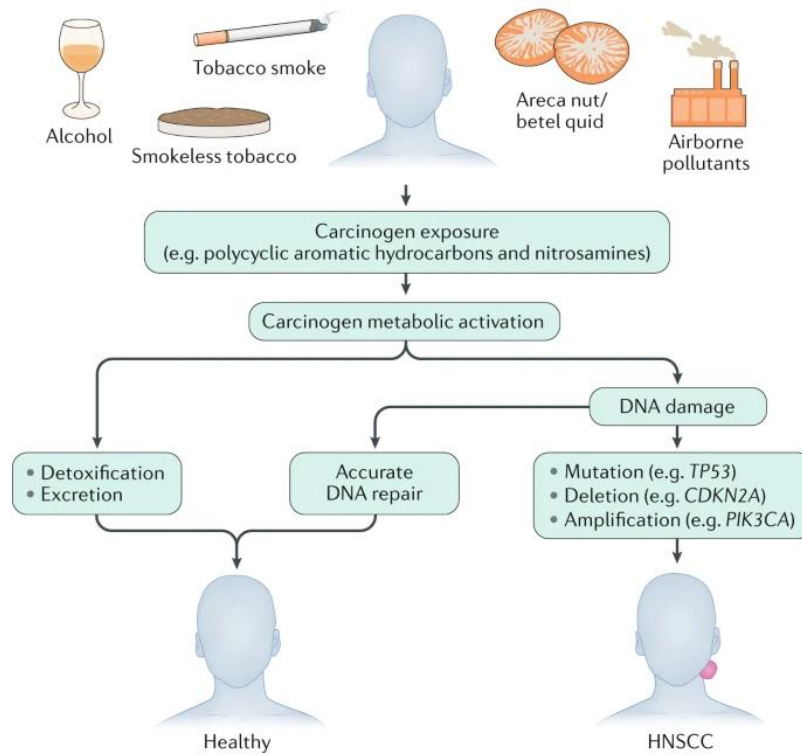 Alcohol
Tobacco smoke
Smokeless tobacco
Areca nut/
betel quid
Airborne
pollutants
Carcinogen exposure
(e.g. polycyclic aromatic hydrocarbons and nitrosamines)
Carcinogen metabolic activation
DNA damage
• Detoxification
• Excretion
Accurate
DNA repair
• Mutation (e.g. TP53)
• Deletion (e.g. CDKN2A)
• Amplification (e.g. PIK3CA)
Healthy
HNSCC